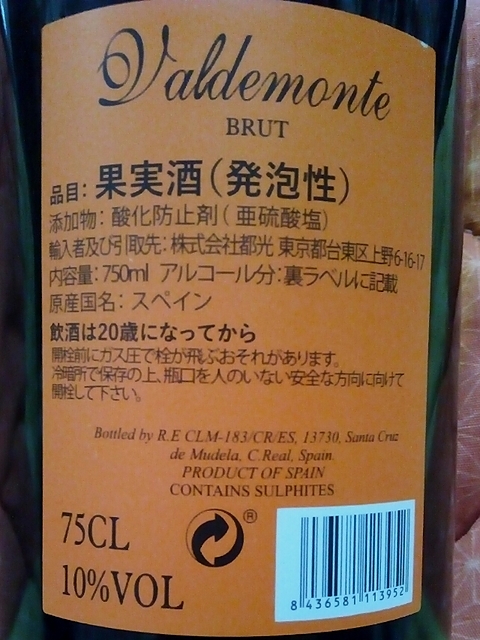 Valdemonte
BRUT
品目：果実酒（発泡性）
添加物：酸化防止剤（亜硫酸塩）
輸入者及び引取先：株式会社都光 東京都台東区上野6-16-17
内容量：750ml アルコール分：裏ラベルに記載
原産国名：スペイン
飲酒は20歳になってから
開栓前にガス圧で栓が飛ぶおそれがあります。
冷暗所で保存の上、瓶口を人のいない安全な方向に向けて
開栓して下さい。
Bottled by R.E CLM-183/CR/ES, 13730, Santa Cruz
de Mudela, C.Real, Spain.
PRODUCT OF SPAIN
CONTAINS SULPHITES
75CL
10%VOL
®
8 436581 113952